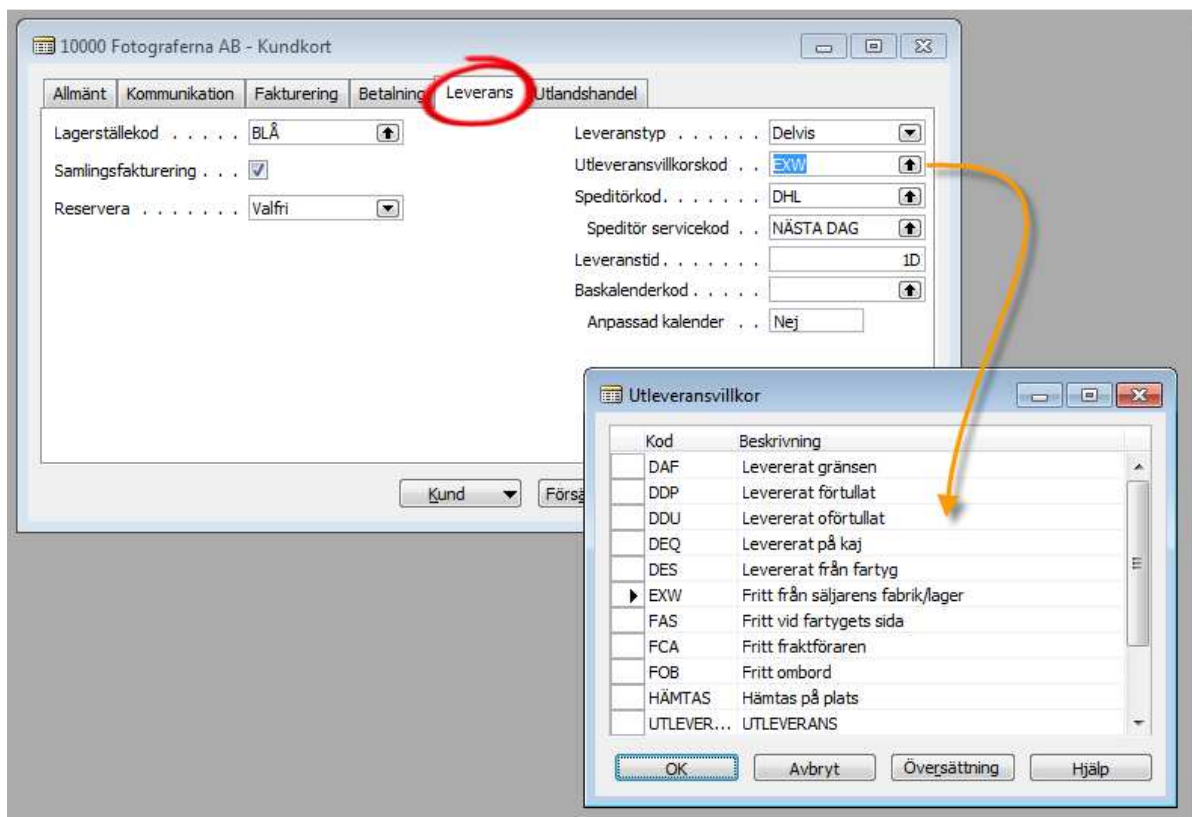 10000 Fotograferna AB - Kundkort
Allmänt Kommunikation Fakturering Betalning Leverans Utlandshandel
Lagerställekod . . . . . BLÅ
Samlingsfakturering . . .
Reservera . . . . . . . Valfri
Leveranstyp . . . . . . Delvis
Utleveransvillkorskod . . EXW
Speditörkod. . . . . . . DHL
Speditör servicekod . . NÄSTA DAG
Leveranstid. . . . . . . 1D
Baskalenderkod . . . . .
Anpassad kalender . . Nej
Kund
Utleveransvillkor
Kod Beskrivning
DAF Levererat gränsen
DDP Levererat förtullat
DDU Levererat oförtullat
DEQ Levererat på kaj
DES Levererat från fartyg
EXW Fritt från säljarens fabrik/lager
FAS Fritt vid fartygets sida
FCA Fritt fraktföraren
FOB Fritt ombord
HÄMTAS Hämtas på plats
UTLEVER... UTLEVERANS
OK Avbryt Översättning Hjälp